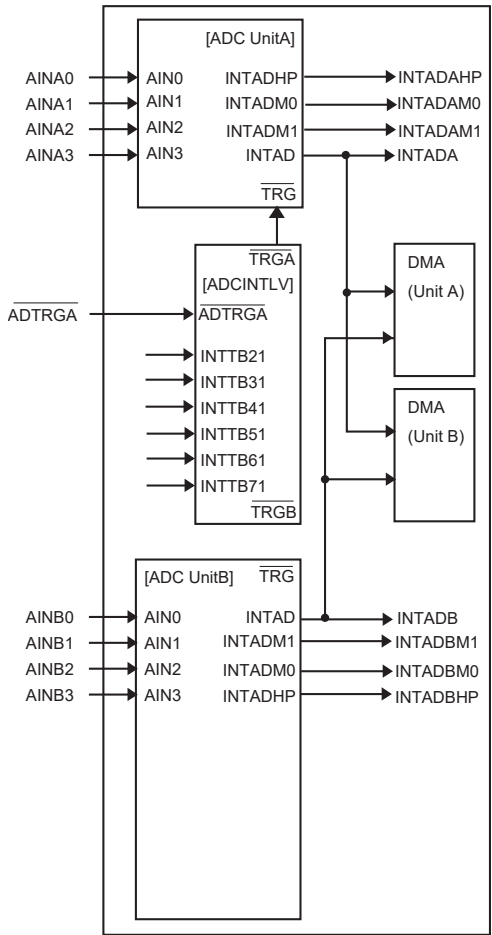 [ADC UnitA]
AINA0 AIN0 INTADHP INTADAHP
AINA1 AIN1 INTADM0 INTADAM0
AINA2 AIN2 INTADM1 INTADAM1
AINA3 AIN3 INTAD INTADA
TRG
TRGA
[ADCINTLV]
ADTRGA ADTRGA
INTTB21
INTTB31
INTTB41
INTTB51
INTTB61
INTTB71
TRGB
DMA
(Unit A)
DMA
(Unit B)
[ADC UnitB] TRG
AINB0 AIN0 INTAD INTADB
AINB1 AIN1 INTADM1 INTADBM1
AINB2 AIN2 INTADM0 INTADBM0
AINB3 AIN3 INTADHP INTADBHP